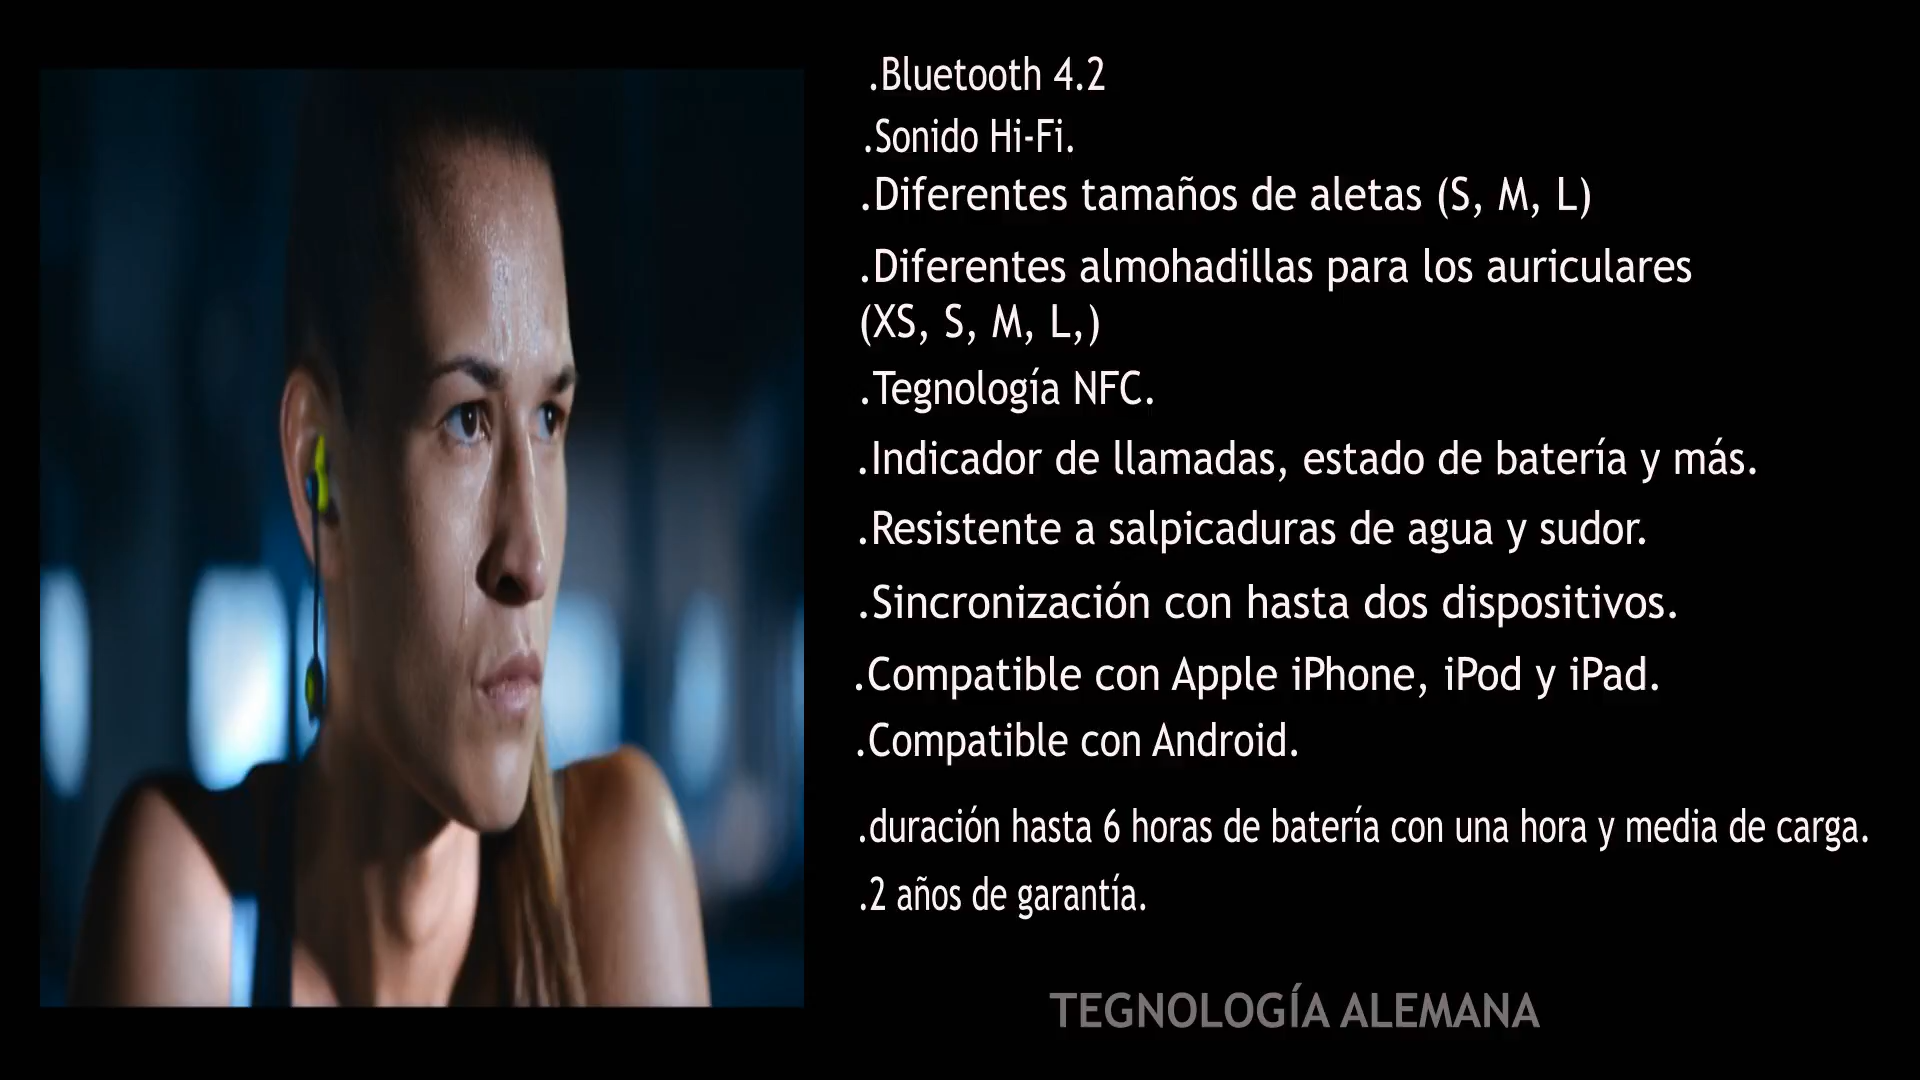 .Bluetooth 4.2
.Sonido Hi-Fi.
.Diferentes tamaños de aletas (S, M, L)
.Diferentes almohadillas para los auriculares
(XS, S, M, L,)
.Tegnología NFC.
.Indicador de llamadas, estado de batería y más.
.Resistente a salpicaduras de agua y sudor.
.Sincronización con hasta dos dispositivos.
.Compatible con Apple iPhone, iPod y iPad.
.Compatible con Android.
.duración hasta 6 horas de batería con una hora y media de carga.
.2 años de garantía.
TEGNOLOGÍA ALEMANA